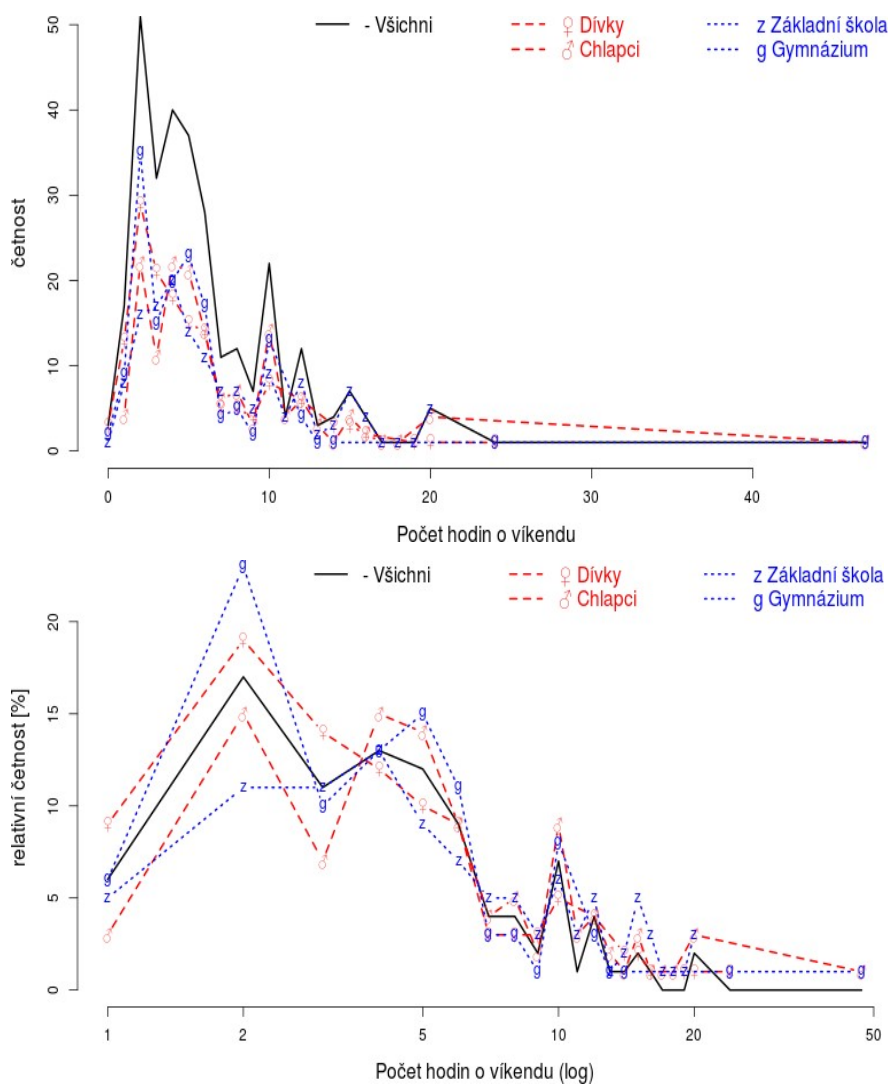 - Všichni
♀ Dívky
♂ Chlapci
z Základní škola
g Gymnázium
četnost
50
40
30
20
10
0
0 10 20 30 40
Počet hodin o víkendu
- Všichni
♀ Dívky
♂ Chlapci
z Základní škola
g Gymnázium
relativní četnost [%]
20
15
10
5
0
1 2 5 10 20 50
Počet hodin o víkendu (log)